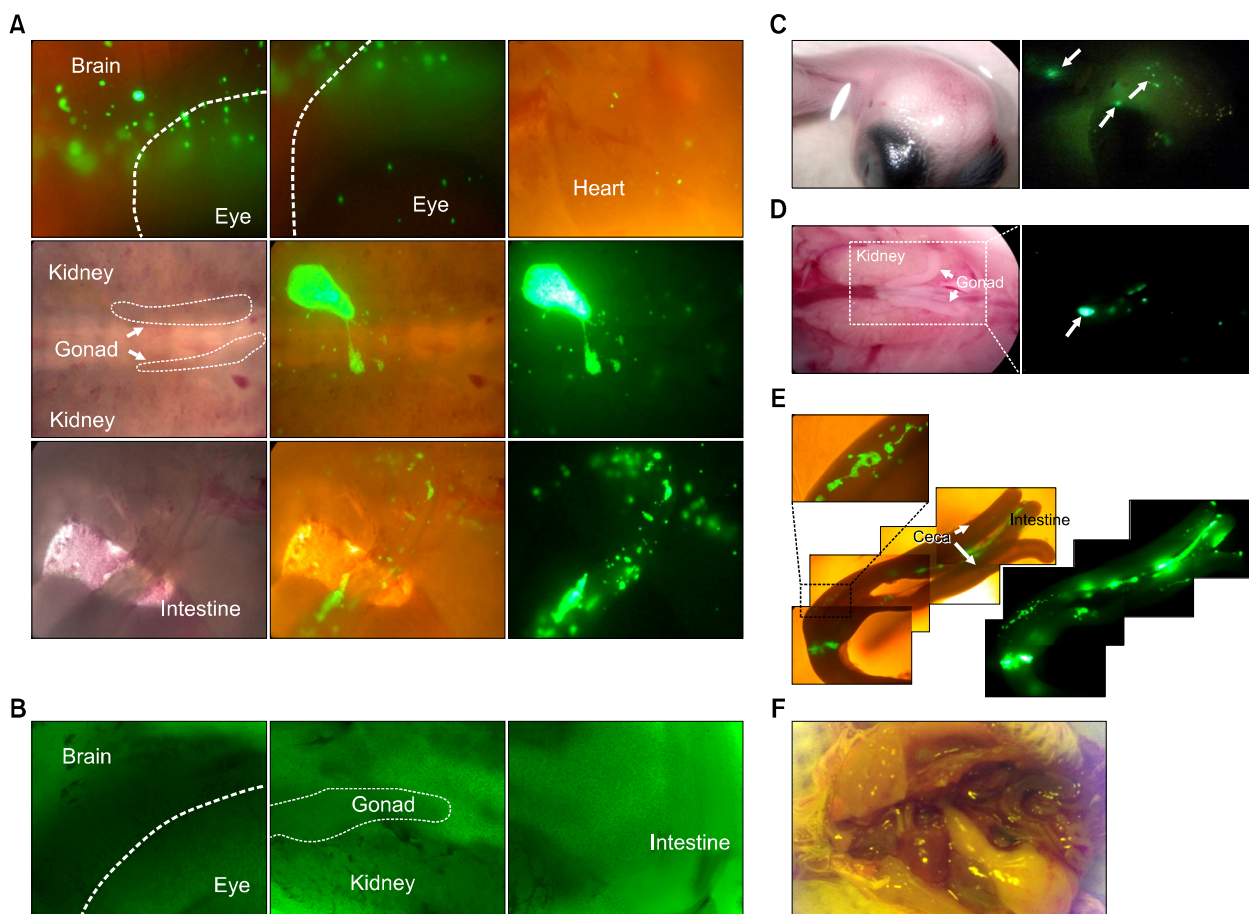 A
Brain
Eye
Eye
Heart
Kidney
Gonad
Kidney
Intestine
B
Brain
Eye
Gonad
Kidney
Intestine
C
D
Kidney
Gonad
E
Intestine
Ceca
F